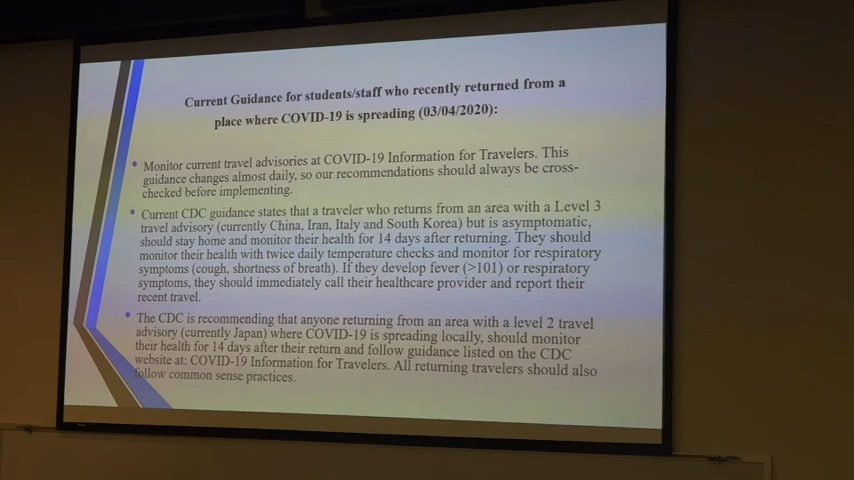 Current Guidance for students/staff who recently returned from a
place where COVID-19 is spreading (03/04/2020):
• Monitor current travel advisories at COVID-19 Information for Travelers. This
guidance changes almost daily, so our recommendations should always be cross-
checked before implementing.
• Current CDC guidance states that a traveler who returns from an area with a Level 3
travel advisory (currently China, Iran, Italy and South Korea) but is asymptomatic,
should stay home and monitor their health for 14 days after returning. They should
monitor their health with twice daily temperature checks and monitor for respiratory
symptoms (cough, shortness of breath). If they develop fever (>101) or respiratory
symptoms, they should immediately call their healthcare provider and report their
recent travel.
• The CDC is recommending that anyone returning from an area with a level 2 travel
advisory (currently Japan) where COVID-19 is spreading locally, should monitor
their health for 14 days after their return and follow guidance listed on the CDC
website at: COVID-19 Information for Travelers. All returning travelers should also
follow common sense practices.